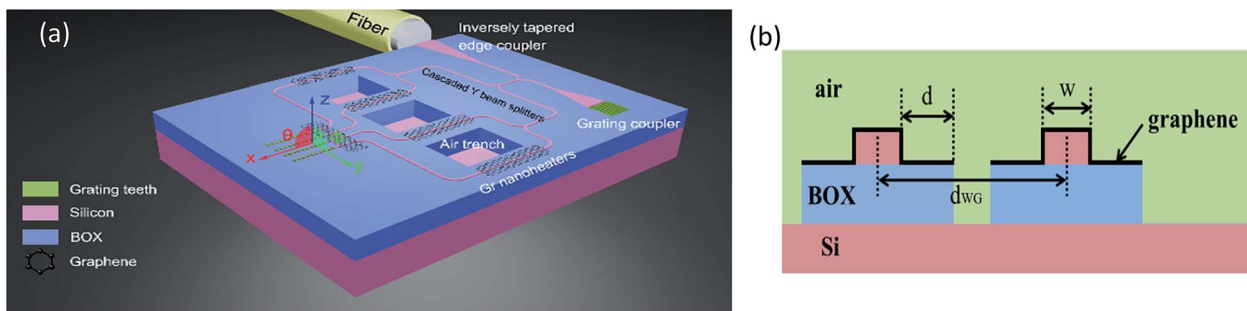 (a)
Fiber
Inversely tapered
edge coupler
Cascaded Y beam splitters
Grating coupler
z
θ
x
y
Air trench
Gr nanoheaters
Grating teeth
Silicon
BOX
Graphene
(b)
air
d
w
graphene
BOX
dWG
Si